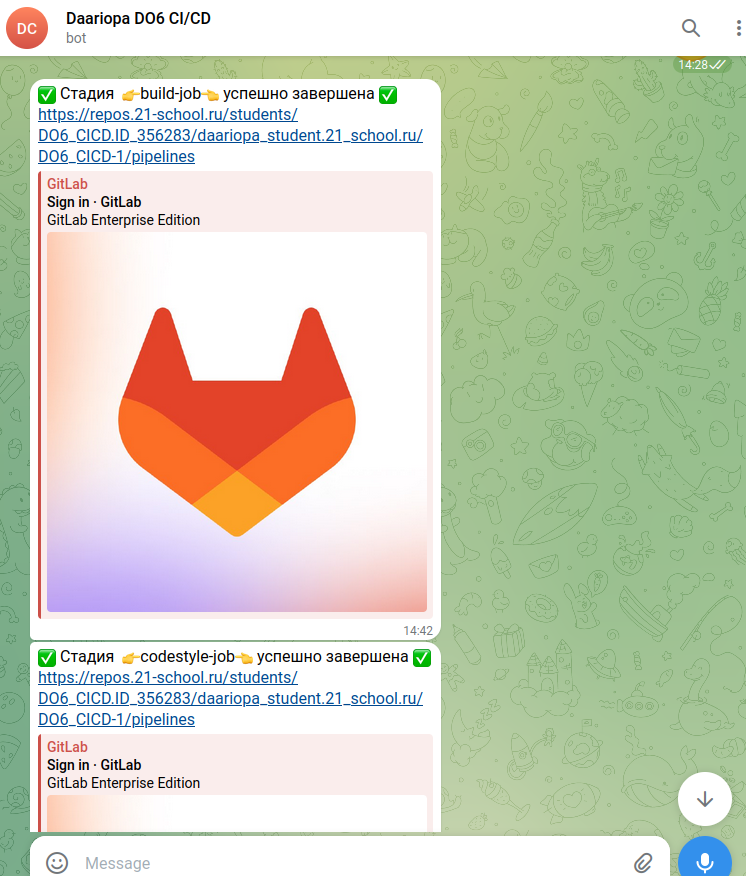 DC
Daariopa DO6 CI/CD
bot
14:28
✅ Стадия 👉build-job👈 успешно завершена ✅
https://repos.21-school.ru/students/
DO6_CICD.ID_356283/daariopa_student.21_school.ru/
DO6_CICD-1/pipelines
GitLab
Sign in · GitLab
GitLab Enterprise Edition
14:42
✅ Стадия 👉codestyle-job👈 успешно завершена ✅
https://repos.21-school.ru/students/
DO6_CICD.ID_356283/daariopa_student.21_school.ru/
DO6_CICD-1/pipelines
GitLab
Sign in · GitLab
GitLab Enterprise Edition
Message